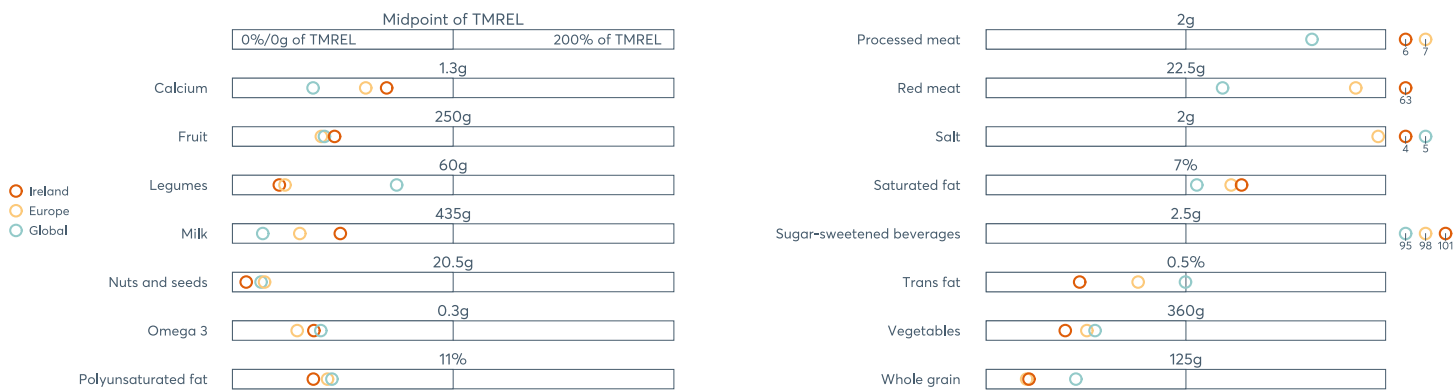 Midpoint of TMREL
0%/0g of TMREL 200% of TMREL
1.3g
Calcium
250g
Fruit
60g
Legumes
435g
Milk
20.5g
Nuts and seeds
0.3g
Omega 3
11%
Polyunsaturated fat
Ireland
Europe
Global
2g
Processed meat
6 7
22.5g
Red meat
63
2g
Salt
4 5
7%
Saturated fat
2.5g
Sugar-sweetened beverages
95 98 101
0.5%
Trans fat
360g
Vegetables
125g
Whole grain